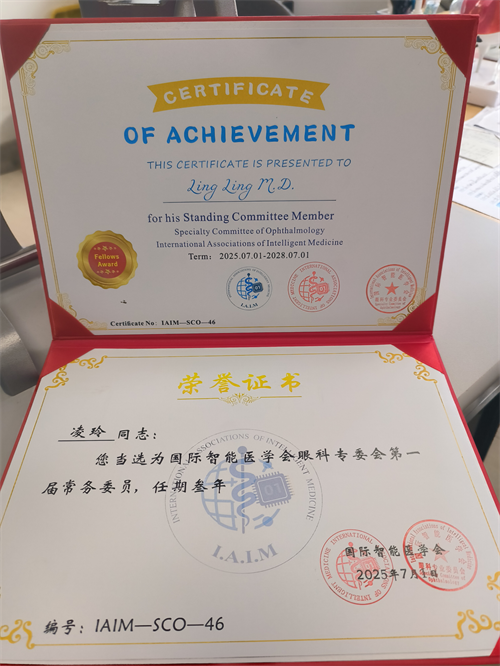 CERTIFICATE
OF ACHIEVEMENT
THIS CERTIFICATE IS PRESENTED TO
Ling Ling M.D.
for his Standing Committee Member
Specialty Committee of Ophthalmology
International Associations of Intelligent Medicine
Term: 2025.07.01-2028.07.01
Fellows
Award
I.A.I.M
Certificate No: IAIM—SCO—46
荣誉证书
凌玲 同志:
您当选为国际智能医学会眼科专委会第一
届常务委员,任期叁年
INTERNATIONAL ASSOCIATIONS OF INTELLIGENT MEDICINE
I.A.I.M
国际智能医学会
2025年7月1日
编号: IAIM—SCO—46